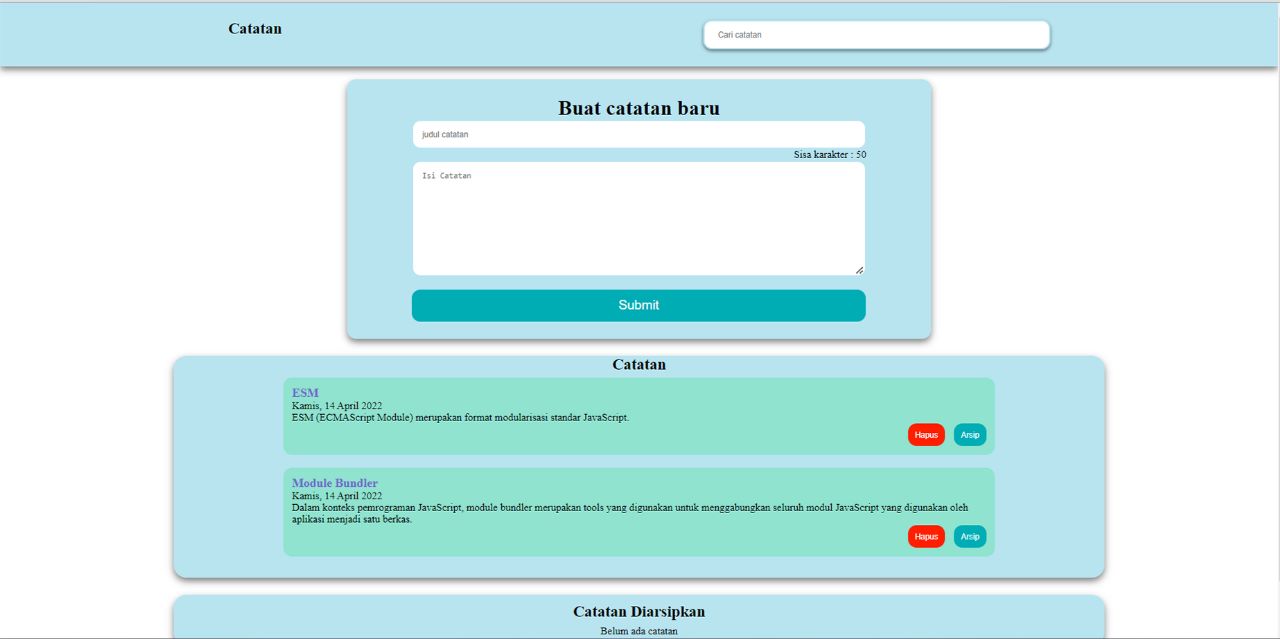 Catatan
Cari catatan
Buat catatan baru
judul catatan
Sisa karakter : 50
Isi Catatan
Submit
Catatan
ESM
Kamis, 14 April 2022
ESM (ECMAScript Module) merupakan format modularisasi standar JavaScript.
Hapus Arsip
Module Bundler
Kamis, 14 April 2022
Dalam konteks pemrograman JavaScript, module bundler merupakan tools yang digunakan untuk menggabungkan seluruh modul JavaScript yang digunakan oleh
aplikasi menjadi satu berkas.
Hapus Arsip
Catatan Diarsipkan
Belum ada catatan